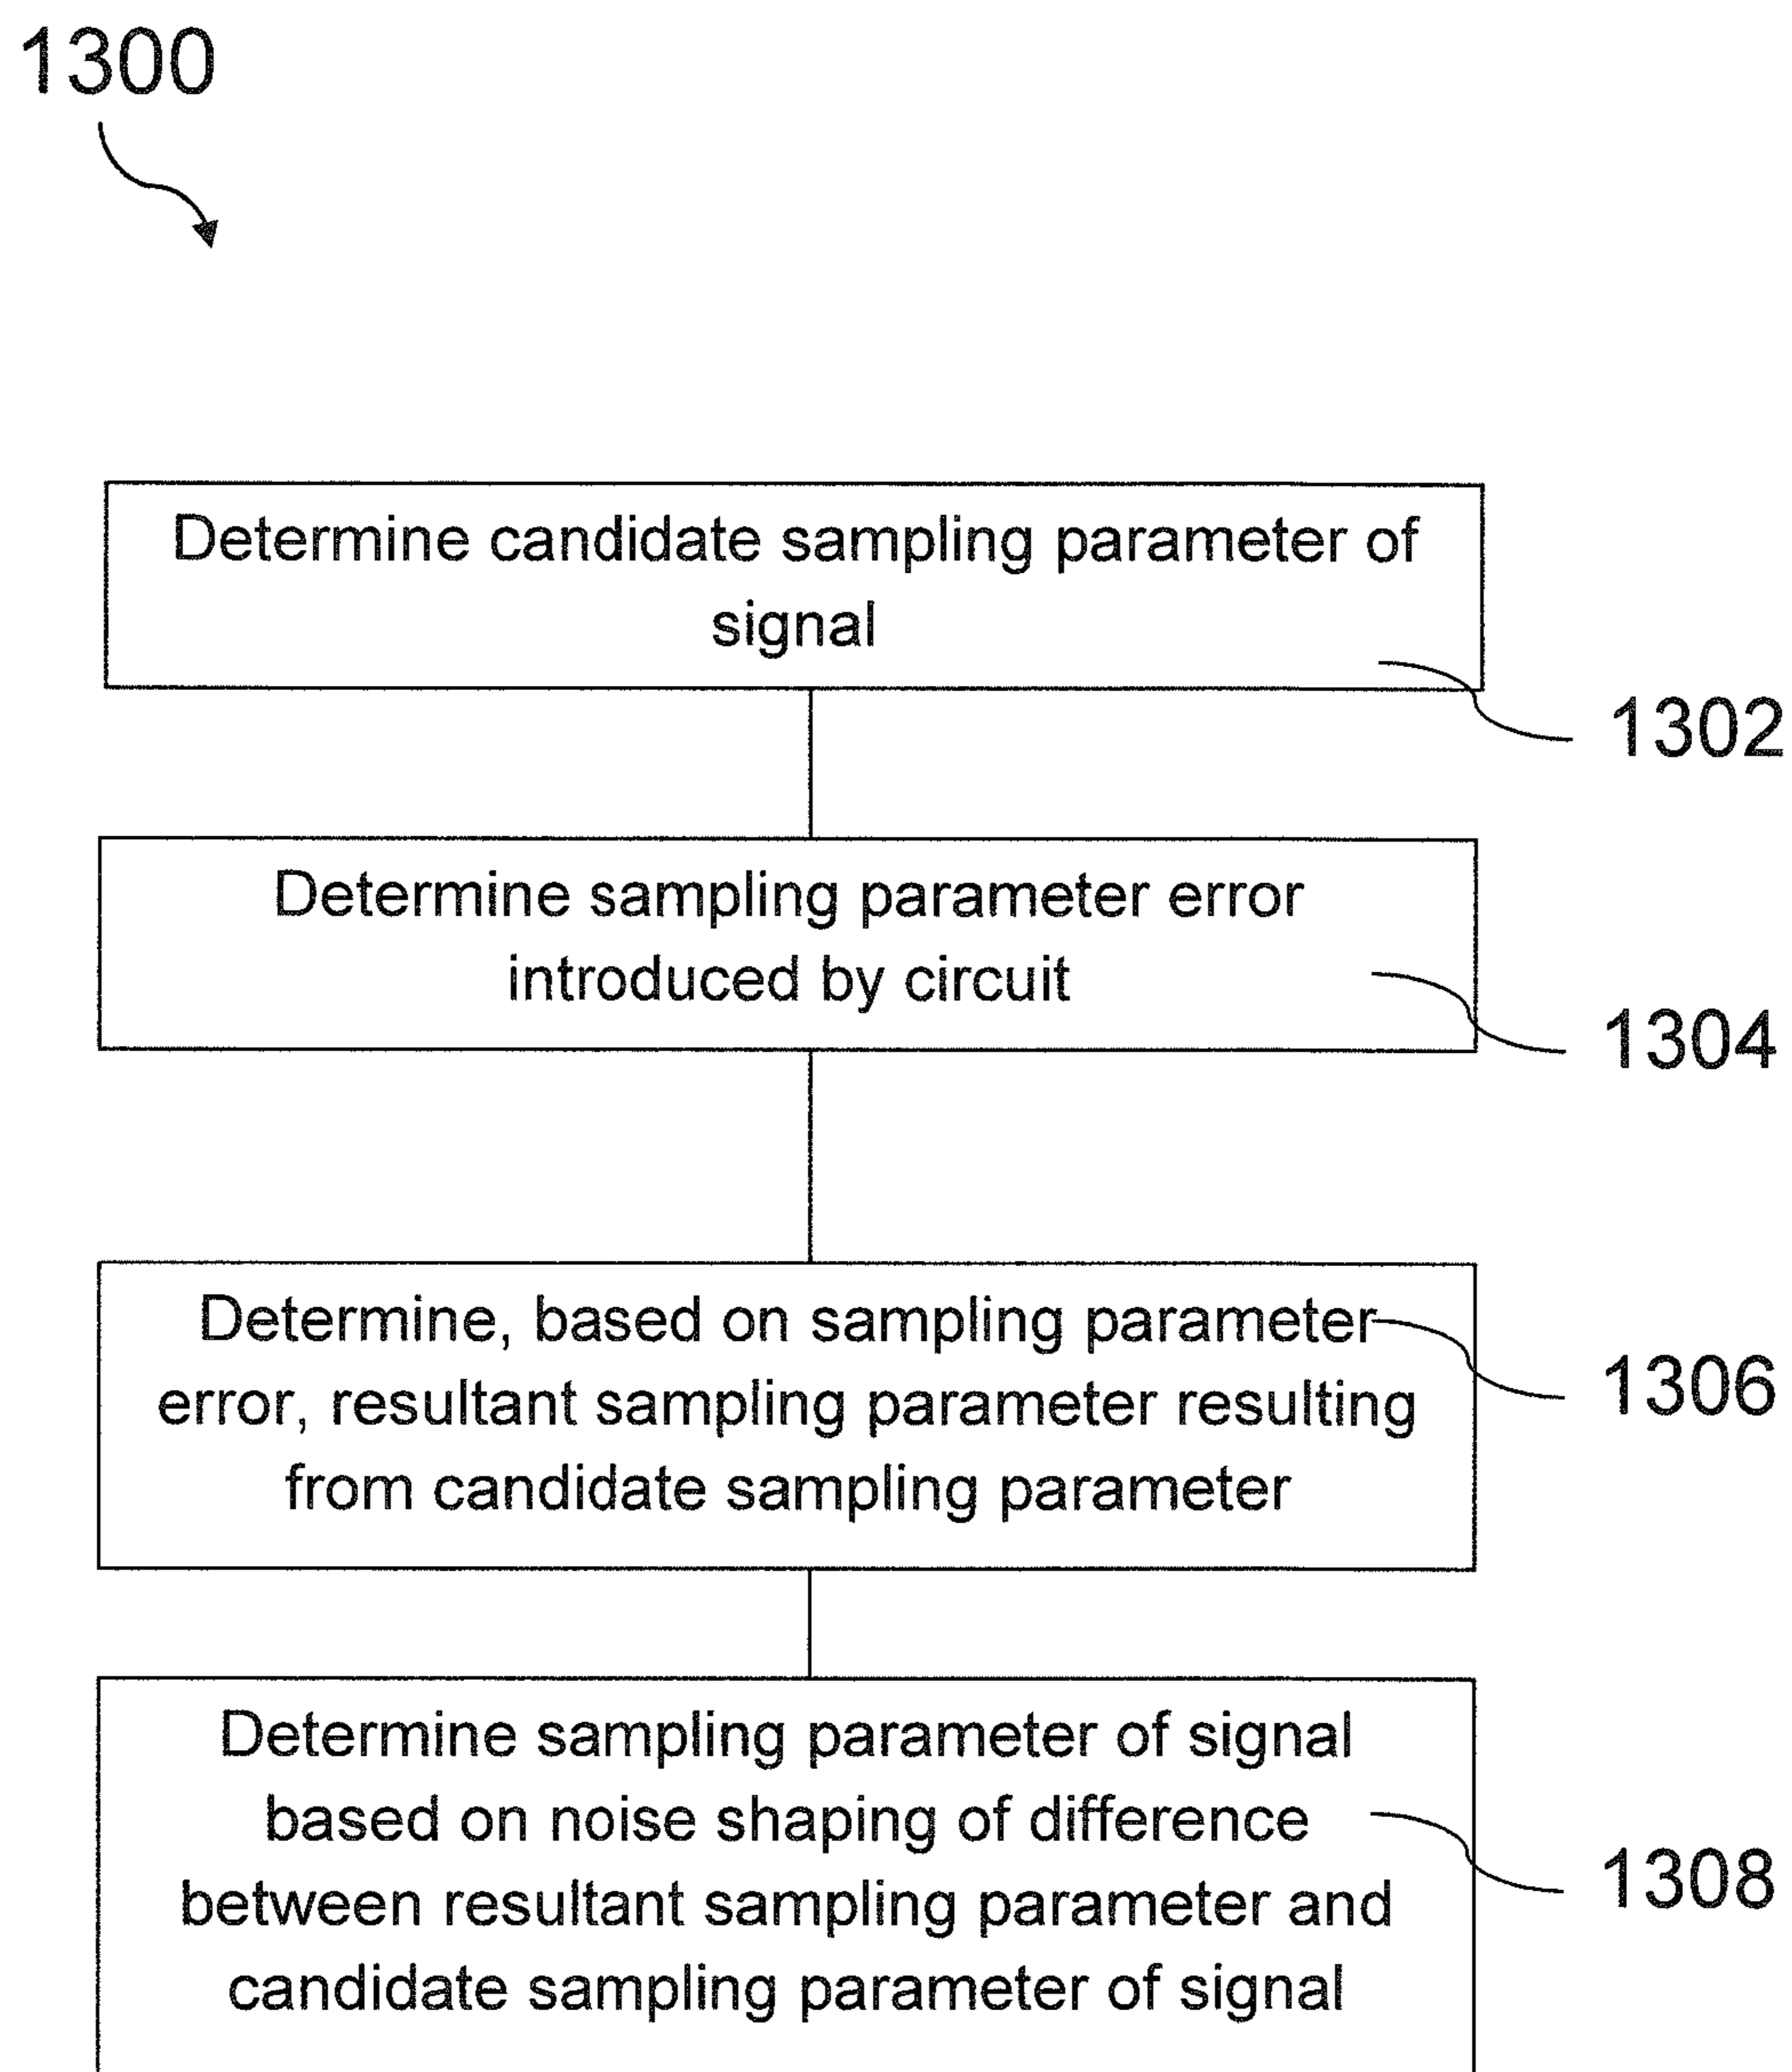 1300
Determine candidate sampling parameter of
signal
1302
Determine sampling parameter error
introduced by circuit
1304
Determine, based on sampling parameter
error, resultant sampling parameter resulting
from candidate sampling parameter
1306
Determine sampling parameter of signal
based on noise shaping of difference
between resultant sampling parameter and
candidate sampling parameter of signal
1308